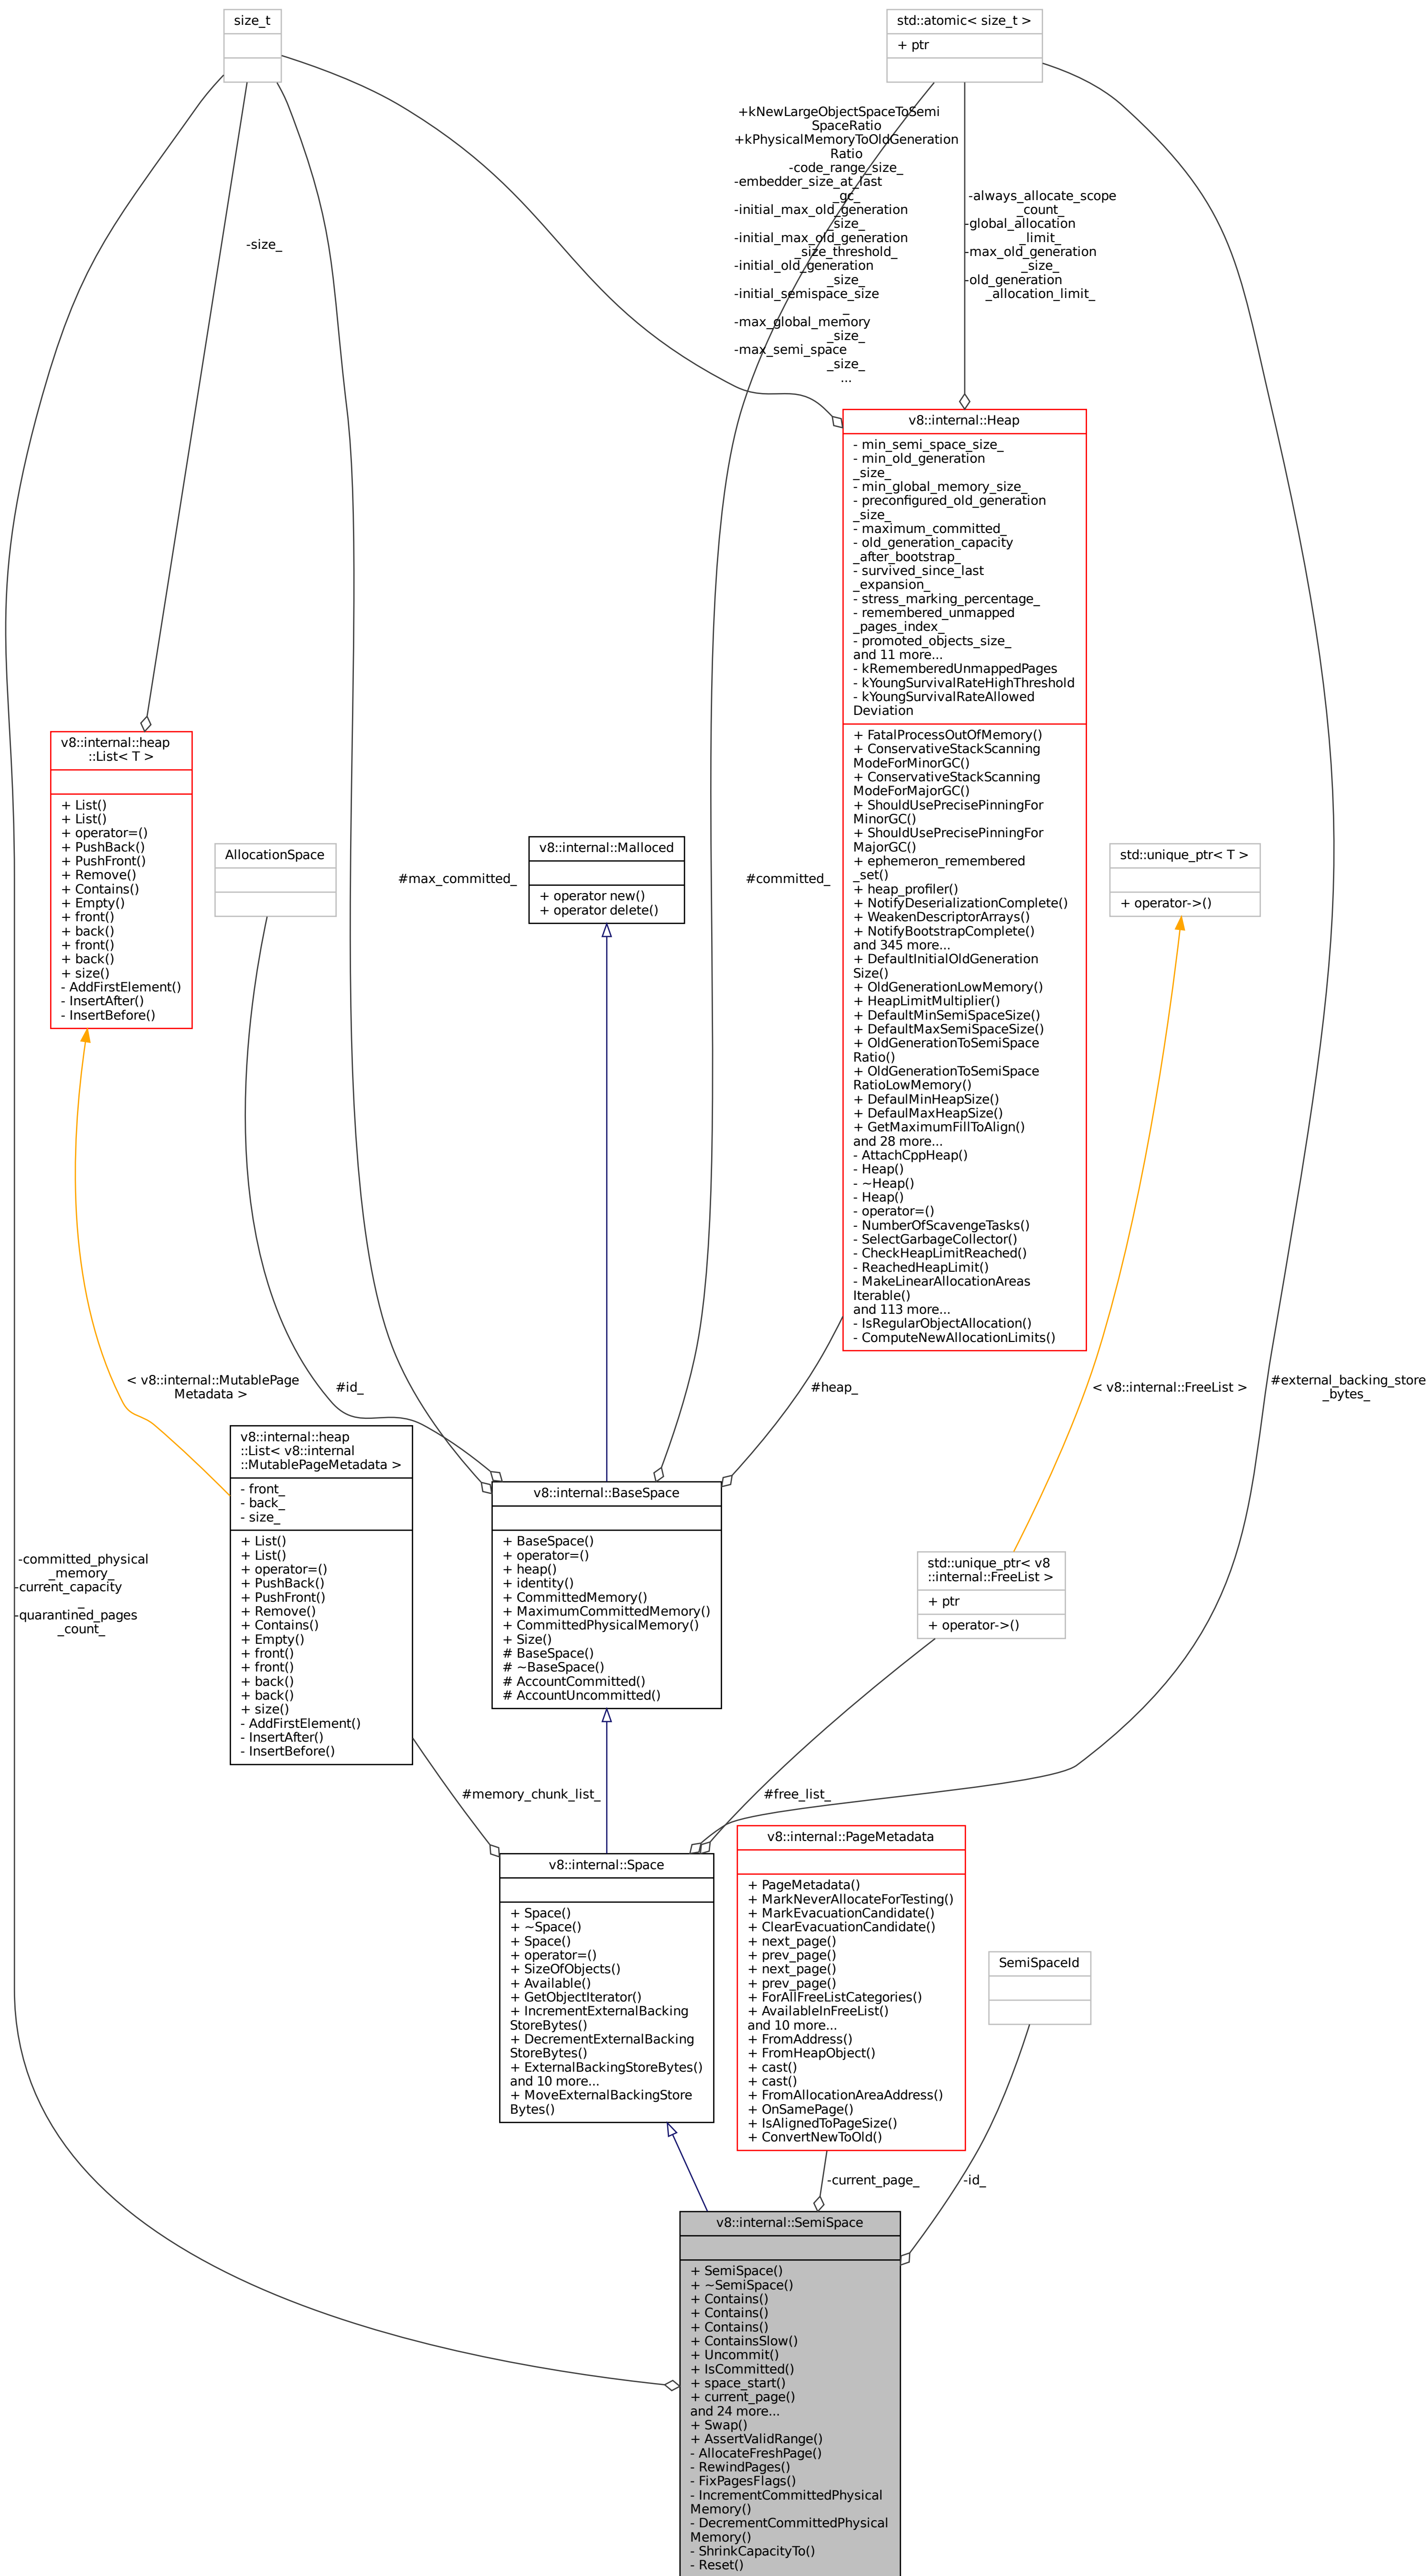 size_t
std::atomic< size_t >
+ ptr
+kNewLargeObjectSpaceToSemi
SpaceRatio
+kPhysicalMemoryToOldGeneration
Ratio
-code_range_size_
-embedder_size_at_last
_gc_
-initial_max_old_generation
_size_
-initial_max_old_generation
_size_threshold_
-initial_old_generation
_size_
-initial_semispace_size
_
-max_global_memory
_size_
-max_semi_space
_size_
...
-always_allocate_scope
_count_
-global_allocation
_limit_
-max_old_generation
_size_
-old_generation
_allocation_limit_
-size_
v8::internal::Heap
- min_semi_space_size_
- min_old_generation
_size_
- min_global_memory_size_
- preconfigured_old_generation
_size_
- maximum_committed_
- old_generation_capacity
_after_bootstrap_
- survived_since_last
_expansion_
- stress_marking_percentage_
- remembered_unmapped
_pages_index_
- promoted_objects_size_
and 11 more...
- kRememberedUnmappedPages
- kYoungSurvivalRateHighThreshold
- kYoungSurvivalRateAllowed
Deviation
+ FatalProcessOutOfMemory()
+ ConservativeStackScanning
ModeForMinorGC()
+ ConservativeStackScanning
ModeForMajorGC()
+ ShouldUsePrecisePinningFor
MinorGC()
+ ShouldUsePrecisePinningFor
MajorGC()
+ ephemeron_remembered
_set()
+ heap_profiler()
+ NotifyDeserializationComplete()
+ WeakenDescriptorArrays()
+ NotifyBootstrapComplete()
and 345 more...
+ DefaultInitialOldGeneration
Size()
+ OldGenerationLowMemory()
+ HeapLimitMultiplier()
+ DefaultMinSemiSpaceSize()
+ DefaultMaxSemiSpaceSize()
+ OldGenerationToSemiSpace
Ratio()
+ OldGenerationToSemiSpace
RatioLowMemory()
+ DefaulMinHeapSize()
+ DefaulMaxHeapSize()
+ GetMaximumFillToAlign()
and 28 more...
- AttachCppHeap()
- Heap()
- ~Heap()
- Heap()
- operator=()
- NumberOfScavengeTasks()
- SelectGarbageCollector()
- CheckHeapLimitReached()
- ReachedHeapLimit()
- MakeLinearAllocationAreas
Iterable()
and 113 more...
- IsRegularObjectAllocation()
- ComputeNewAllocationLimits()
v8::internal::heap
::List< T >
+ List()
+ List()
+ operator=()
+ PushBack()
+ PushFront()
+ Remove()
+ Contains()
+ Empty()
+ front()
+ back()
+ front()
+ back()
+ size()
- AddFirstElement()
- InsertAfter()
- InsertBefore()
AllocationSpace
#max_committed_
v8::internal::Malloced
+ operator new()
+ operator delete()
#committed_
std::unique_ptr< T >
+ operator->()
< v8::internal::MutablePage
Metadata >
#id_
#heap_
< v8::internal::FreeList >
#external_backing_store
_bytes_
v8::internal::heap
::List< v8::internal
::MutablePageMetadata >
- front_
- back_
- size_
+ List()
+ List()
+ operator=()
+ PushBack()
+ PushFront()
+ Remove()
+ Contains()
+ Empty()
+ front()
+ front()
+ back()
+ back()
+ size()
- AddFirstElement()
- InsertAfter()
- InsertBefore()
v8::internal::BaseSpace
+ BaseSpace()
+ operator=()
+ heap()
+ identity()
+ CommittedMemory()
+ MaximumCommittedMemory()
+ CommittedPhysicalMemory()
+ Size()
# BaseSpace()
# ~BaseSpace()
# AccountCommitted()
# AccountUncommitted()
std::unique_ptr< v8
::internal::FreeList >
+ ptr
+ operator->()
-committed_physical
_memory_
-current_capacity
_
-quarantined_pages
_count_
#memory_chunk_list_
#free_list_
v8::internal::Space
+ Space()
+ ~Space()
+ Space()
+ operator=()
+ SizeOfObjects()
+ Available()
+ GetObjectIterator()
+ IncrementExternalBacking
StoreBytes()
+ DecrementExternalBacking
StoreBytes()
+ ExternalBackingStoreBytes()
and 10 more...
+ MoveExternalBackingStore
Bytes()
v8::internal::PageMetadata
+ PageMetadata()
+ MarkNeverAllocateForTesting()
+ MarkEvacuationCandidate()
+ ClearEvacuationCandidate()
+ next_page()
+ prev_page()
+ next_page()
+ prev_page()
+ ForAllFreeListCategories()
+ AvailableInFreeList()
and 10 more...
+ FromAddress()
+ FromHeapObject()
+ cast()
+ cast()
+ FromAllocationAreaAddress()
+ OnSamePage()
+ IsAlignedToPageSize()
+ ConvertNewToOld()
SemiSpaceId
-current_page_
-id_
v8::internal::SemiSpace
+ SemiSpace()
+ ~SemiSpace()
+ Contains()
+ Contains()
+ Contains()
+ ContainsSlow()
+ Uncommit()
+ IsCommitted()
+ space_start()
+ current_page()
and 24 more...
+ Swap()
+ AssertValidRange()
- AllocateFreshPage()
- RewindPages()
- FixPagesFlags()
- IncrementCommittedPhysical
Memory()
- DecrementCommittedPhysical
Memory()
- ShrinkCapacityTo()
- Reset()